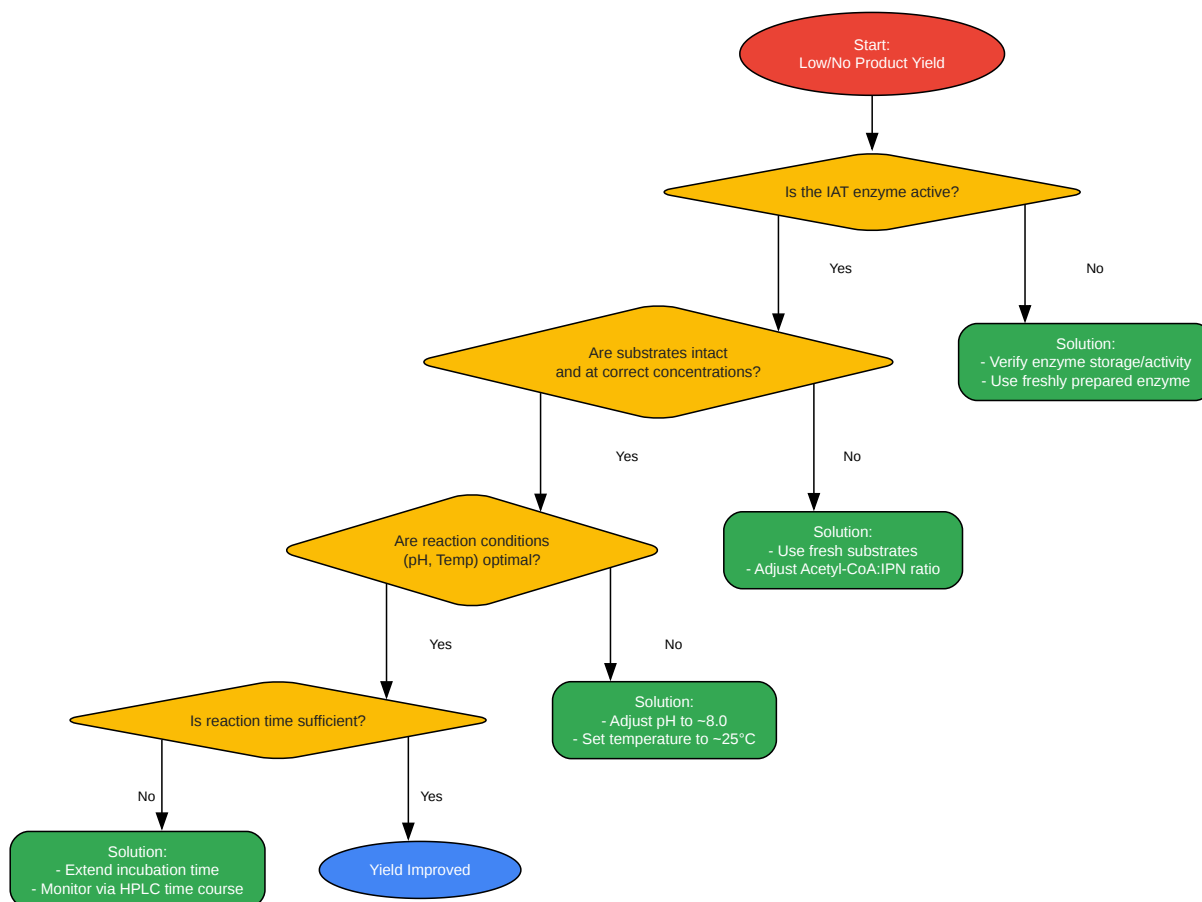 Start:
Low/No Product Yield
Is the IAT enzyme active?
Yes
No
Solution:
- Verify enzyme storage/activity
- Use freshly prepared enzyme
Are substrates intact
and at correct concentrations?
Yes
No
Solution:
- Use fresh substrates
- Adjust Acetyl-CoA:IPN ratio
Are reaction conditions
(pH, Temp) optimal?
Yes
No
Solution:
- Adjust pH to ~8.0
- Set temperature to ~25°C
Is reaction time sufficient?
No
Yes
Solution:
- Extend incubation time
- Monitor via HPLC time course
Yield Improved